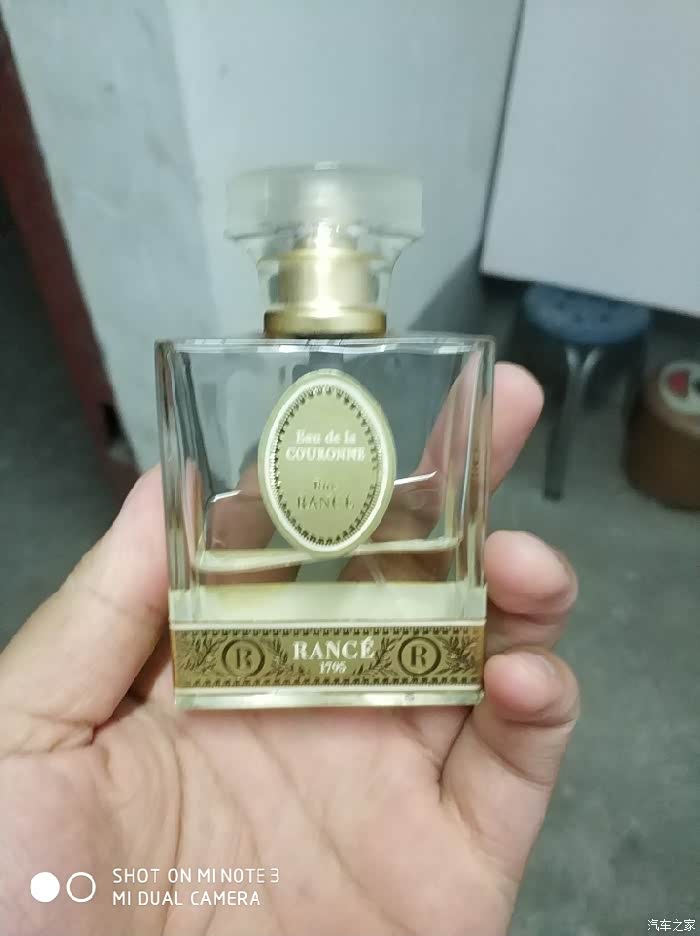 Eau de la
COURONNE
RANCÉ
R RANCÉ R
1795
SHOT ON MI NOTE 3
MI DUAL CAMERA
汽车之家